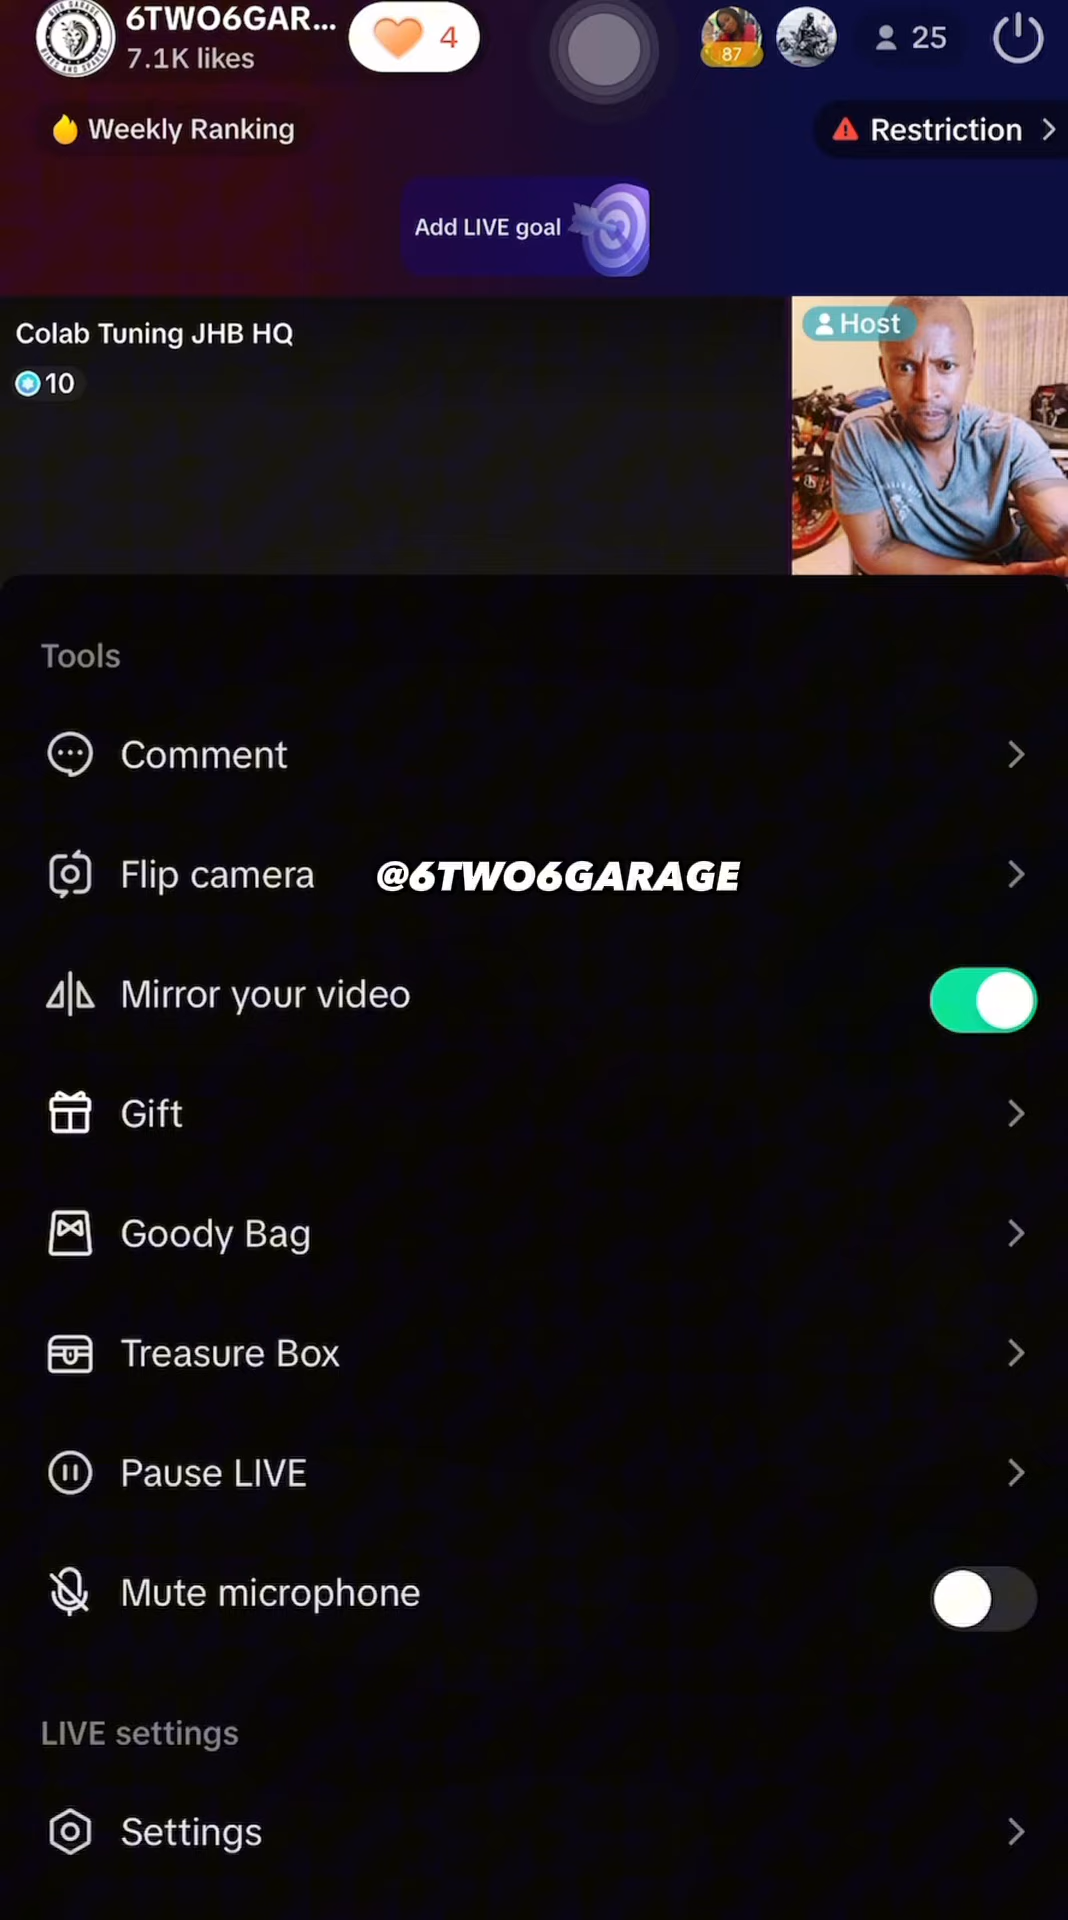 6TWO6GAR...
7.1K likes
4
87
25
Weekly Ranking
Restriction
Add LIVE goal
Colab Tuning JHB HQ
10
Host
Tools
Comment
Flip camera
@6TWO6GARAGE
Mirror your video
Gift
Goody Bag
Treasure Box
Pause LIVE
Mute microphone
LIVE settings
Settings